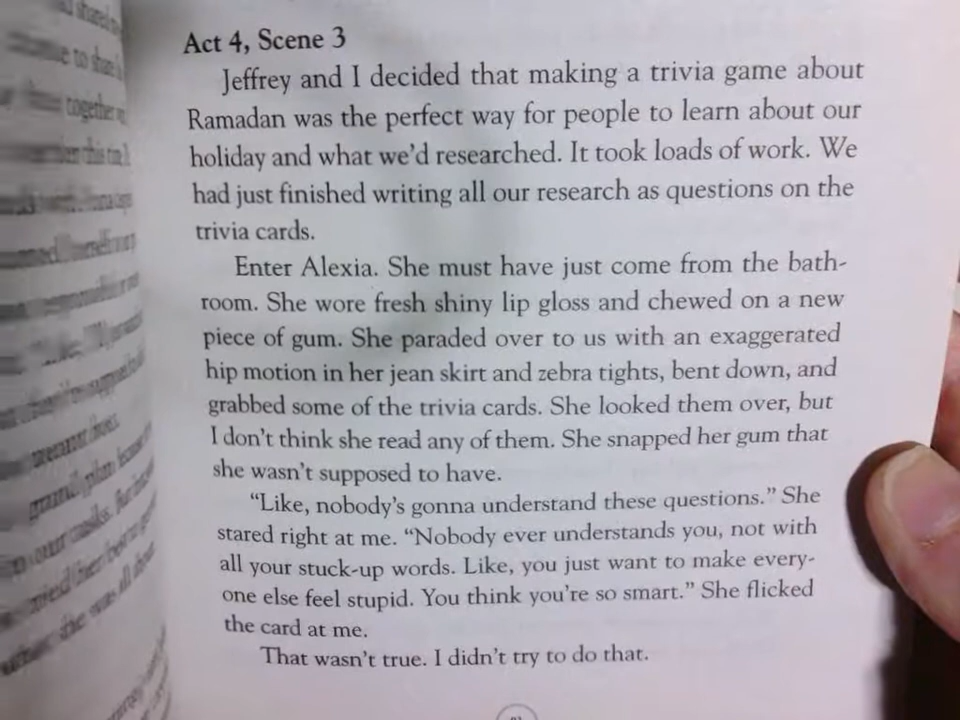 Act 4, Scene 3
Jeffrey and I decided that making a trivia game about
Ramadan was the perfect way for people to learn about our
holiday and what we'd researched. It took loads of work. We
had just finished writing all our research as questions on the
trivia cards.
Enter Alexia. She must have just come from the bath-
room. She wore fresh shiny lip gloss and chewed on a new
piece of gum. She paraded over to us with an exaggerated
hip motion in her jean skirt and zebra tights, bent down, and
grabbed some of the trivia cards. She looked them over, but
I don't think she read any of them. She snapped her gum that
she wasn't supposed to have.
"Like, nobody's gonna understand these questions." She
stared right at me. "Nobody ever understands you, not with
all your stuck-up words. Like, you just want to make every-
one else feel stupid. You think you're so smart." She flicked
the card at me.
That wasn't true. I didn't try to do that.